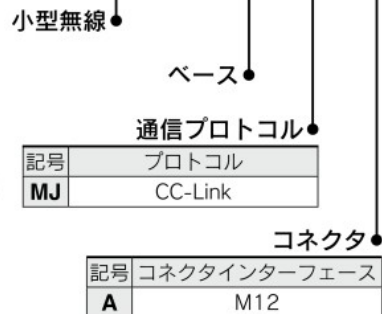 小型無線
ベース
通信プロトコル
記号 プロトコル
MJ CC-Link
コネクタ
記号 コネクタインターフェース
A M12